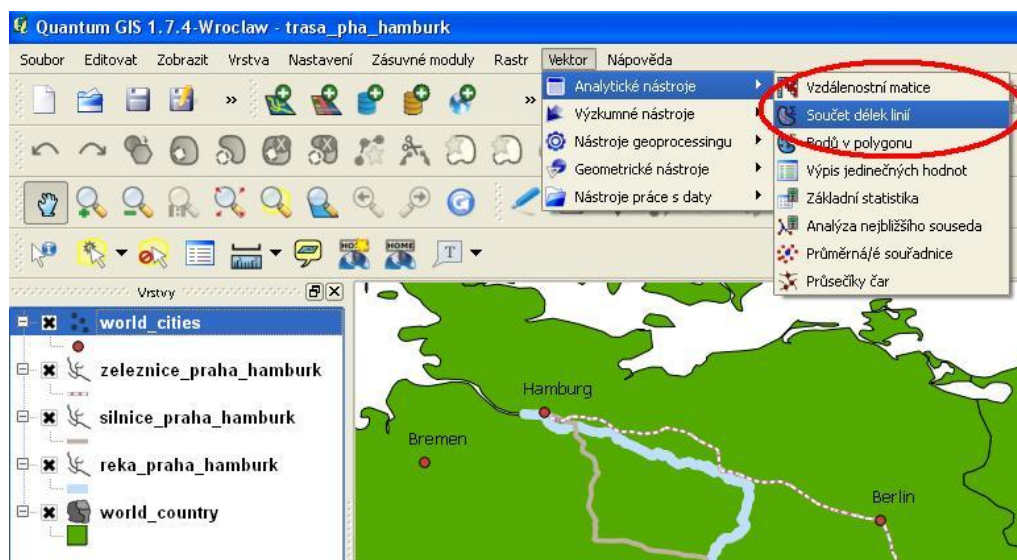 Quantum GIS 1.7.4-Wroclaw - trasa_pha_hamburk
Soubor Editovat Zobrazit Vrstva Nastavení Zásuvné moduly Rastr Vektor Nápověda
Analytické nástroje
Výzkumné nástroje
Nástroje geoprocessingu
Geometrické nástroje
Nástroje práce s daty
Vzdálenostní matice
Součet délek linií
Bodů v polygonu
Výpis jedinečných hodnot
Základní statistika
Analýza nejbližšího souseda
Průměrná/é souřadnice
Průsečíky čar
» »
HOME
T
Vrstvy
world_cities
zeleznice_praha_hamburk
silnice_praha_hamburk
reka_praha_hamburk
world_country
Hamburg
Bremen
Berlin